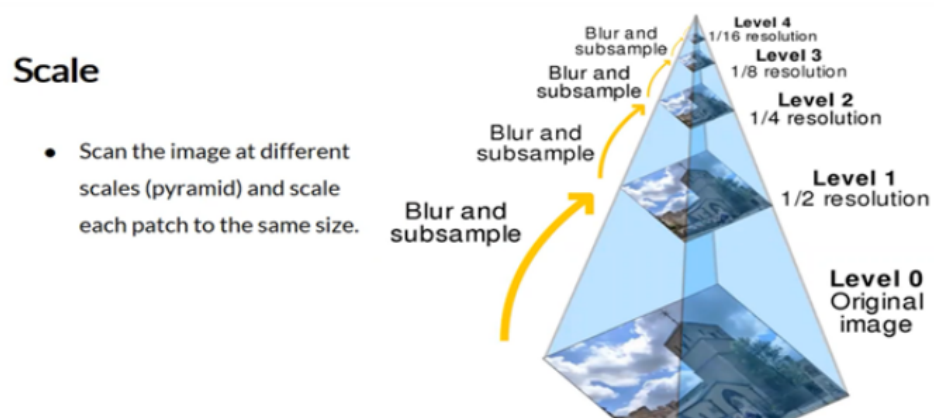 Scale
● Scan the image at different
scales (pyramid) and scale
each patch to the same size.
Level 4
1/16 resolution
Blur and
subsample
Level 3
1/8 resolution
Blur and
subsample
Level 2
1/4 resolution
Blur and
subsample
Level 1
1/2 resolution
Blur and
subsample
Level 0
Original
image